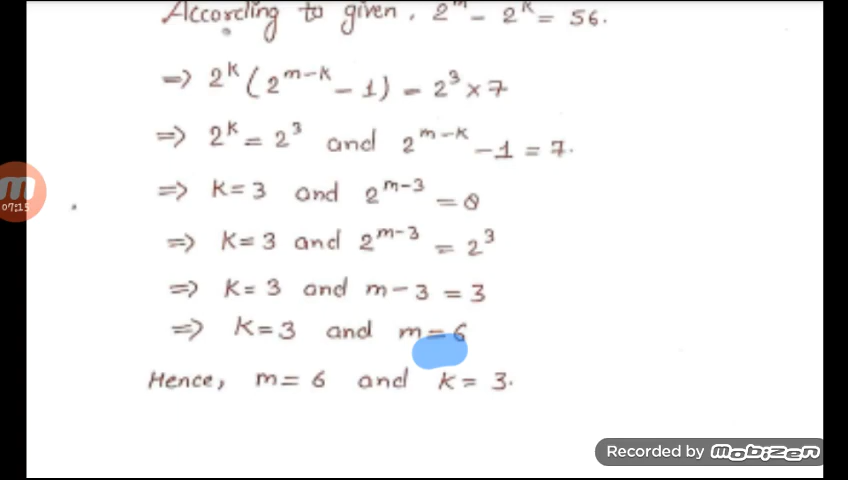 According to given, 2^m - 2^k = 56.
=> 2^k (2^{m-k} - 1) = 2^3 × 7
=> 2^k = 2^3 and 2^{m-k} - 1 = 7.
=> k = 3 and 2^{m-3} = 8
=> k = 3 and 2^{m-3} = 2^3
=> k = 3 and m - 3 = 3
=> k = 3 and m = 6
Hence, m = 6 and k = 3.
07:15
Recorded by mobizen